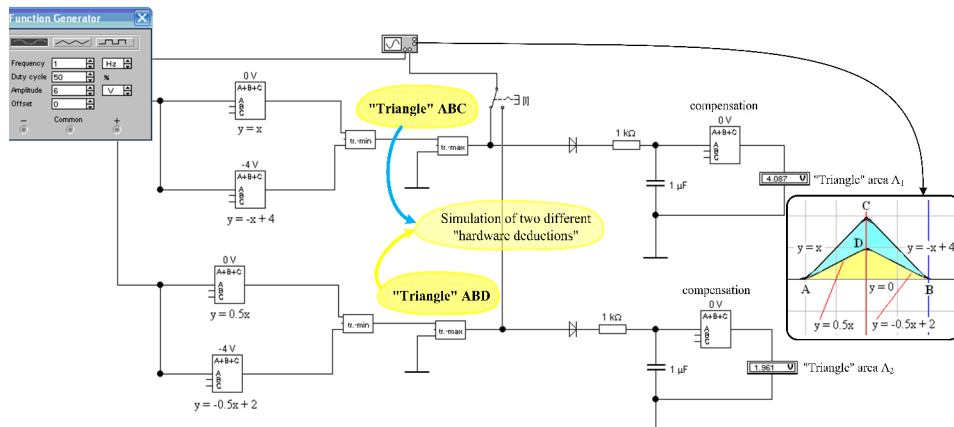 Function Generator
Frequency 1 Hz
Duty cycle 50 %
Amplitude 6 V
Offset 0
− Common +
0 V
A+B+C
A
B
C
y = x
-4 V
A+B+C
A
B
C
y = -x + 4
tr.-min
tr.-max
"Triangle" ABC
[I]
1 kΩ
1 µF
compensation
0 V
A+B+C
A
B
C
4.087 V
"Triangle" area A1
Simulation of two different
"hardware deductions"
"Triangle" ABD
0 V
A+B+C
A
B
C
y = 0.5x
-4 V
A+B+C
A
B
C
y = -0.5x + 2
tr.-min
tr.-max
1 kΩ
1 µF
compensation
0 V
A+B+C
A
B
C
1.961 V
"Triangle" area A2
C
y = x
D
y = -x + 4
A
y = 0
B
y = 0.5x
y = -0.5x + 2